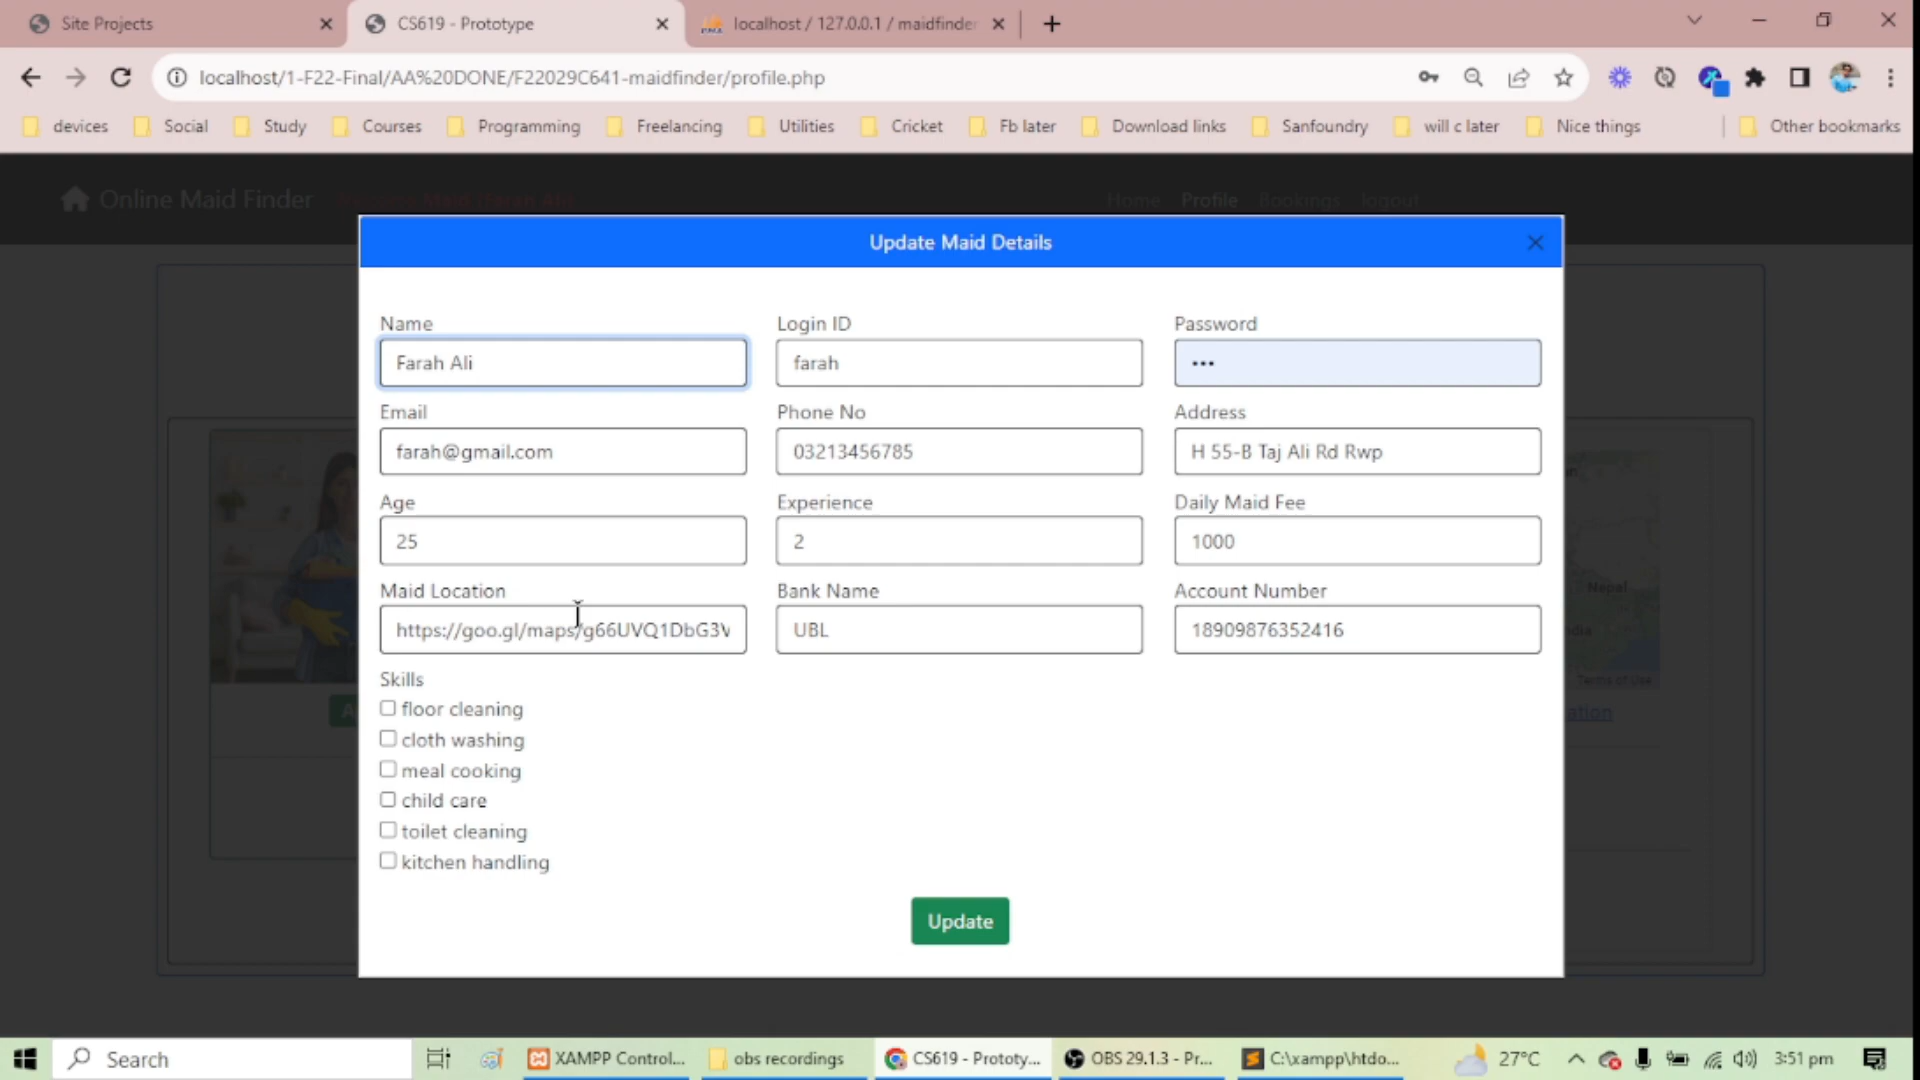 Site Projects
CS619 - Prototype
localhost / 127.0.0.1 / maidfinder
localhost/1-F22-Final/AA%20DONE/F22029C641-maidfinder/profile.php
devices
Social
Study
Courses
Programming
Freelancing
Utilities
Cricket
Fb later
Download links
Sanfoundry
will c later
Nice things
Other bookmarks
Online Maid Finder
Home Profile Bookings logout
Update Maid Details
Name
Login ID
Password
Farah Ali
farah
•••
Email
Phone No
Address
farah@gmail.com
03213456785
H 55-B Taj Ali Rd Rwp
Age
Experience
Daily Maid Fee
25
2
1000
Nepal
Maid Location
Bank Name
Account Number
https://goo.gl/maps/g66UVQ1DbG3V
UBL
18909876352416
Terms of Use
Skills
floor cleaning
cloth washing
meal cooking
child care
toilet cleaning
kitchen handling
Update
Search
XAMPP Control...
obs recordings
CS619 - Prototy...
OBS 29.1.3 - Pr...
C:\xampp\htdo...
27°C
3:51 pm